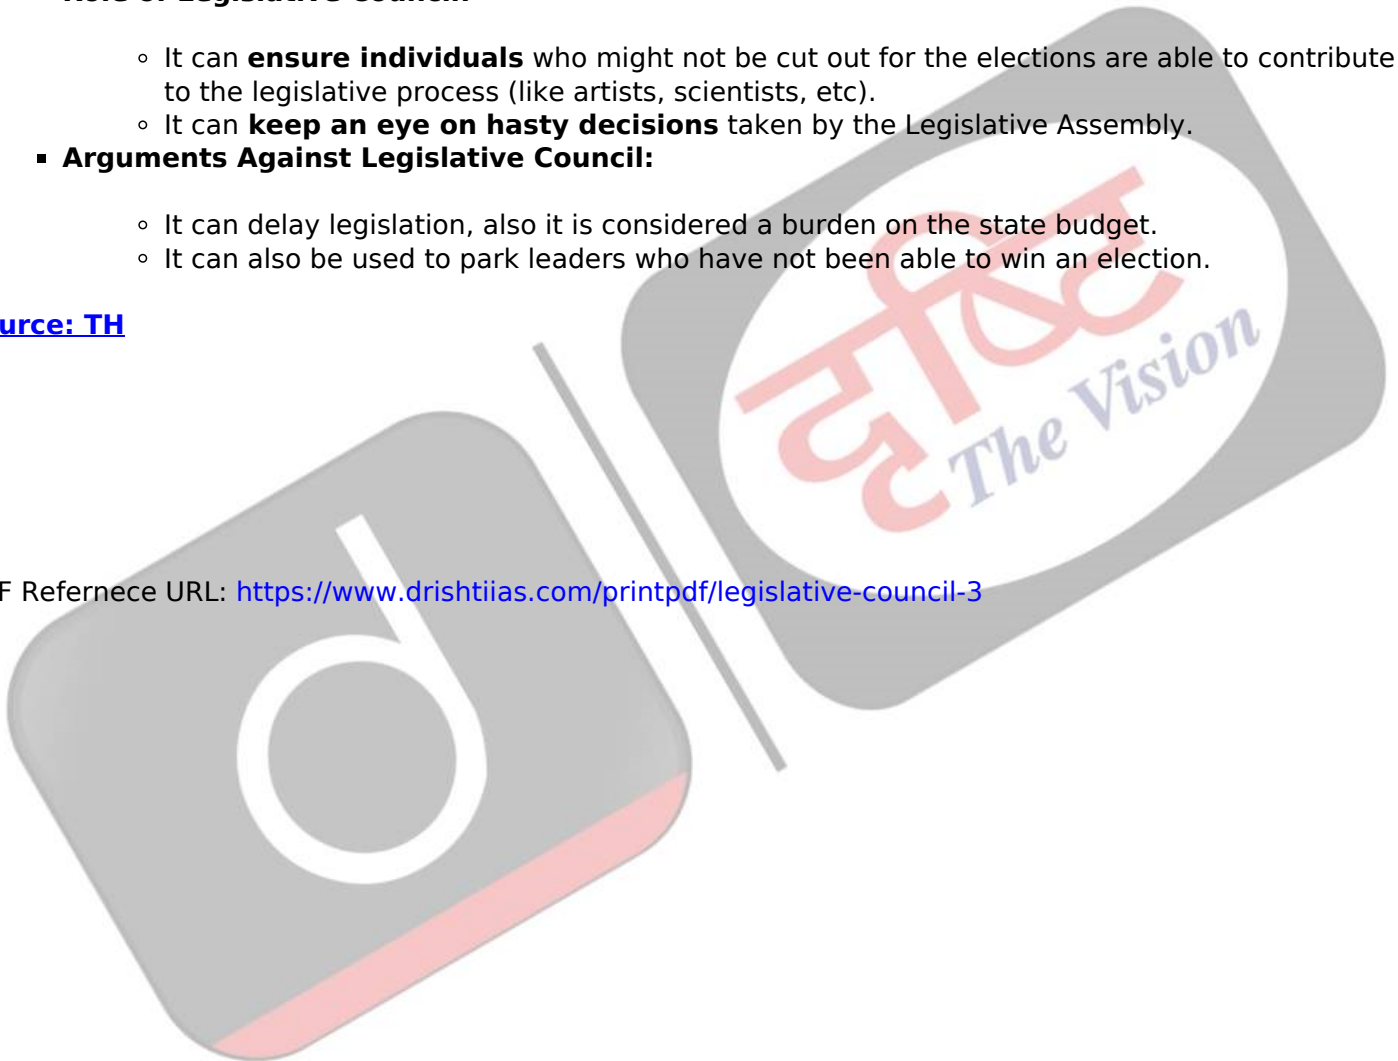 Role of Legislative Council:
◦ It can ensure individuals who might not be cut out for the elections are able to contribute
to the legislative process (like artists, scientists, etc).
◦ It can keep an eye on hasty decisions taken by the Legislative Assembly.
▪ Arguments Against Legislative Council:
◦ It can delay legislation, also it is considered a burden on the state budget.
◦ It can also be used to park leaders who have not been able to win an election.
urce: TH
दृष्टि
The Vision
d
F Refernece URL: https://www.drishtiias.com/printpdf/legislative-council-3